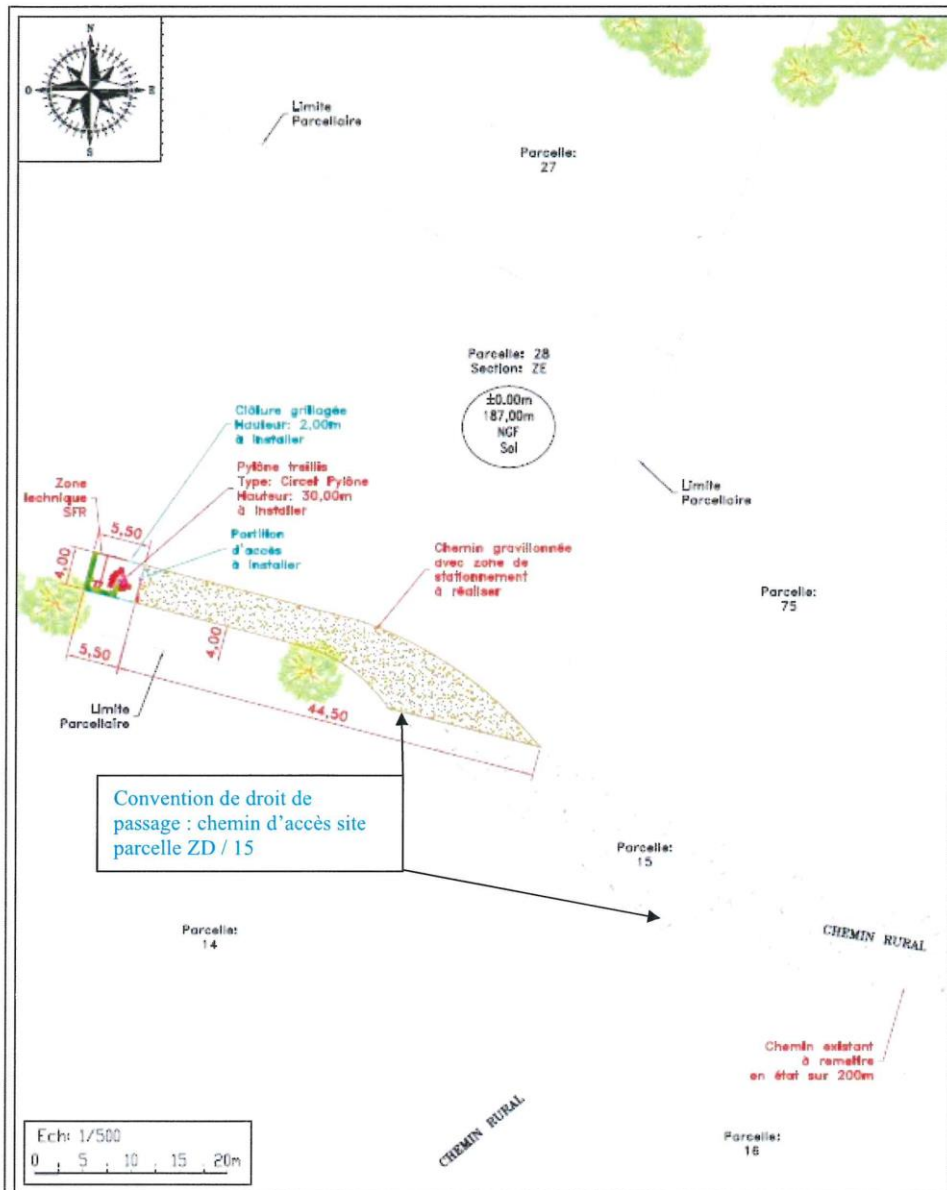 N
O
E
S
Limite
Parcellaire
Parcelle:
27
Parcelle: 28
Section: ZE
±0.00m
187,00m
NGF
Sol
Clôture grillagée
Hauteur: 2,00m
à installer
Pylône treillis
Type: Circet Pylône
Hauteur: 30,00m
à installer
Zone
technique
SFR
5,50
Portillon
d'accès
à installer
4,00
Limite
Parcellaire
Chemin gravillonnée
avec zone de
stationnement
à réaliser
Parcelle:
75
5,50
4,00
44,50
Limite
Parcellaire
Convention de droit de
passage : chemin d'accès site
parcelle ZD / 15
Parcelle:
15
Parcelle:
14
CHEMIN RURAL
Chemin existant
à remettre
en état sur 200m
CHEMIN RURAL
Parcelle:
16
Ech: 1/500
0 5 10 15 20m